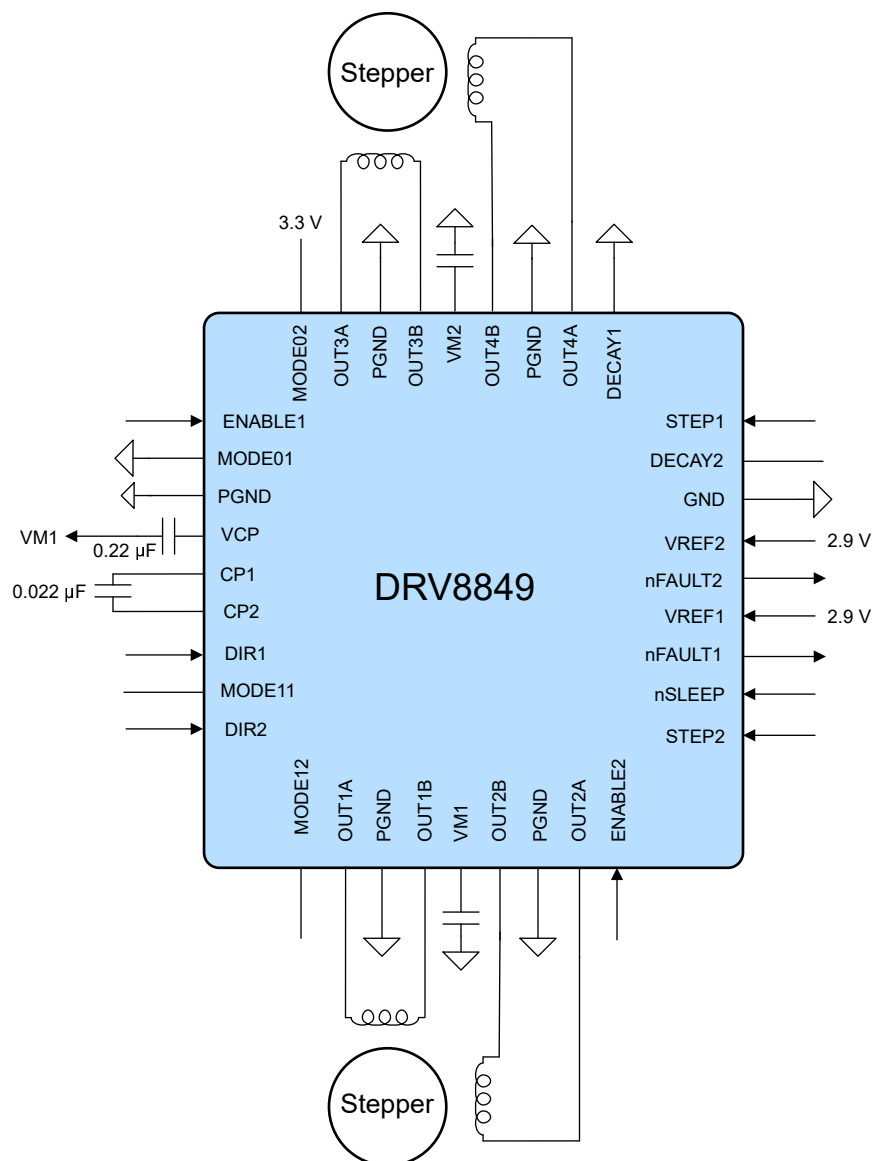 Stepper
3.3 V
MODE02
OUT3A
PGND
OUT3B
VM2
OUT4B
PGND
OUT4A
DECAY1
ENABLE1
MODE01
PGND
VM1
0.22 µF
VCP
0.022 µF
CP1
CP2
DIR1
MODE11
DIR2
DRV8849
STEP1
DECAY2
GND
VREF2
2.9 V
nFAULT2
VREF1
2.9 V
nFAULT1
nSLEEP
STEP2
MODE12
OUT1A
PGND
OUT1B
VM1
OUT2B
PGND
OUT2A
ENABLE2
Stepper